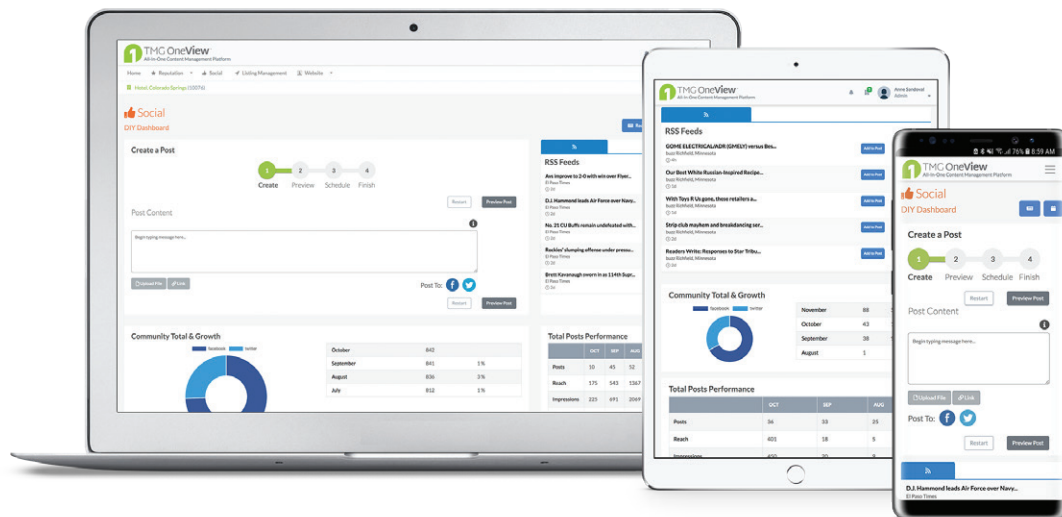 TMG OneView
All-In-One Content Management Platform
Home Reputation Social Listing Management Website
Hotel, Colorado Springs (10076)
Social
DIY Dashboard
Create a Post
1 2 3 4
Create Preview Schedule Finish
Restart Preview Post
Post Content
Begin typing message here...
Upload File Link
Post To:
Restart Preview Post
Community Total & Growth
facebook twitter
October 842
September 841 1%
August 836 3%
July 812 1%
RSS Feeds
Avs improve to 2-0 with win over Flyer...
El Paso Times
2d
D.J. Hammond leads Air Force over Navy...
El Paso Times
2d
No. 21 CU Buffs remain undefeated with...
El Paso Times
2d
Rockies' slumping offense under pressu...
El Paso Times
2d
Brett Kavanaugh sworn in as 114th Supr...
El Paso Times
2d
Total Posts Performance
OCT SEP AUG
Posts 10 45 52
Reach 175 543 1367
Impressions 225 691 2069
TMG OneView
All-In-One Content Management Platform
Anne Sandoval
Admin
RSS Feeds
GOME ELECTRICAL/ADR (GMELY) versus Bes...
buzz Richfield, Minnesota
Add to Post
Our Best White Russian-Inspired Recipe...
buzz Richfield, Minnesota
Add to Post
With Toys R Us gone, these retailers a...
buzz Richfield, Minnesota
Add to Post
Strip club mayhem and breakdancing ser...
buzz Richfield, Minnesota
Add to Post
Readers Write: Responses to Star Tribu...
buzz Richfield, Minnesota
Add to Post
Community Total & Growth
facebook twitter
November 88
October 43
September 38
August 1
Total Posts Performance
OCT SEP AUG
Posts 36 33 35
Reach 401 18 5
Impressions 450 20 9
76% 8:59 AM
TMG OneView
All-In-One Content Management Platform
Social
DIY Dashboard
Create a Post
1 2 3 4
Create Preview Schedule Finish
Restart Preview Post
Post Content
Begin typing message here...
Upload File Link
Post To:
Restart Preview Post
D.J. Hammond leads Air Force over Navy...
El Paso Times